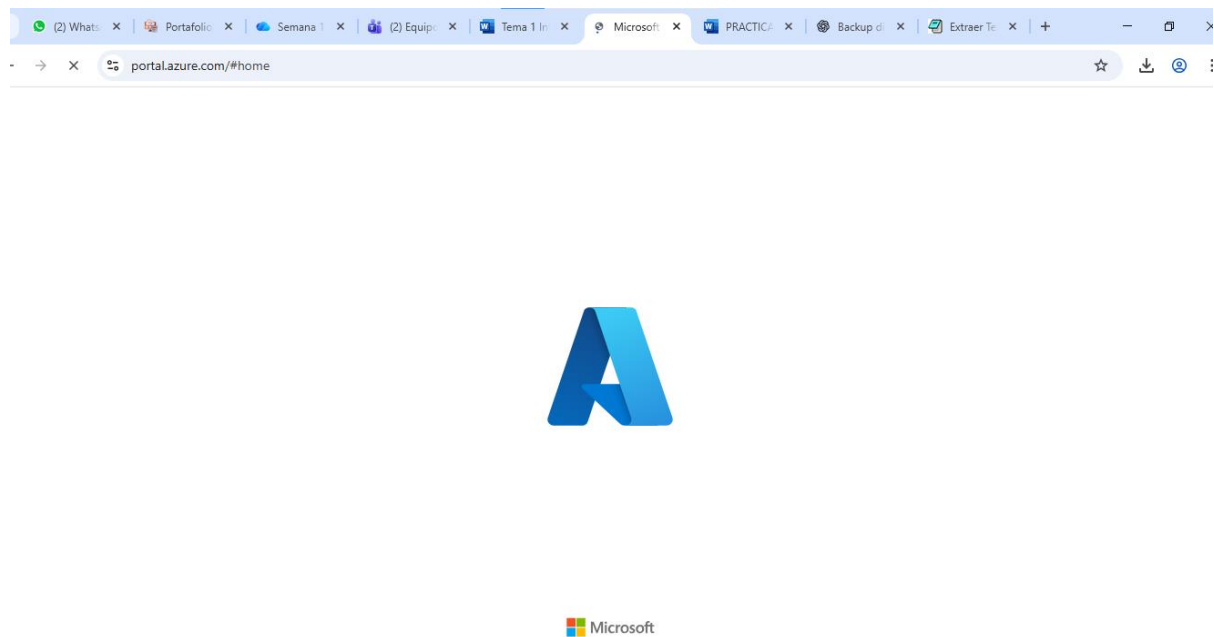 (2) Whats
Portafolio
Semana 1
(2) Equipo
Tema 1 In
Microsoft
PRACTICA
Backup d
Extraer Te
portal.azure.com/#home
Microsoft